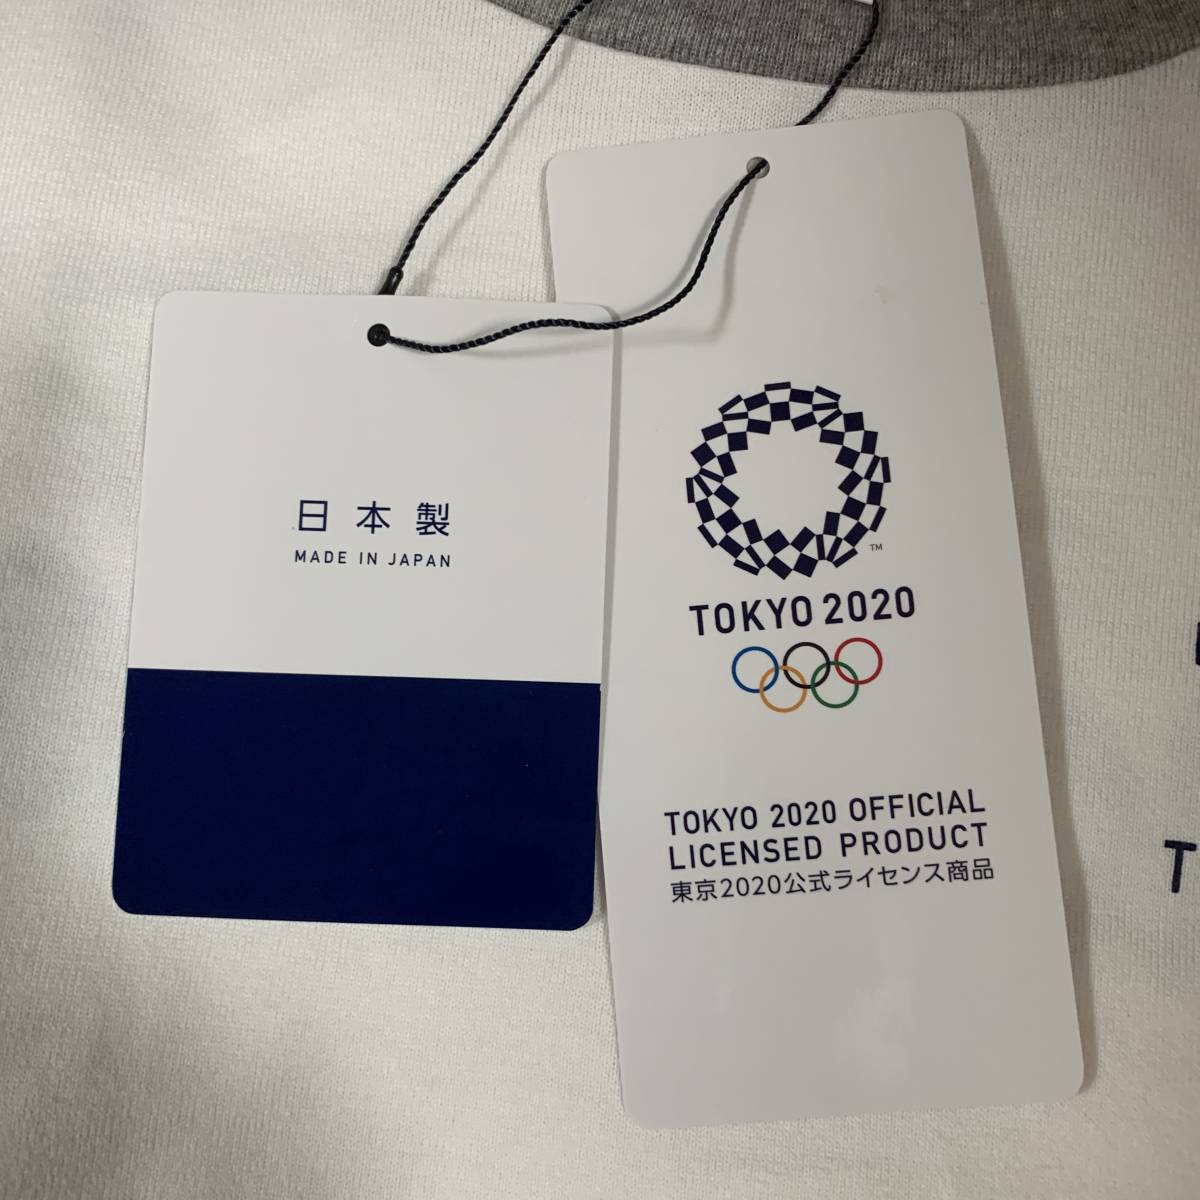 日本製
MADE IN JAPAN
TM
TOKYO 2020
TOKYO 2020 OFFICIAL
LICENSED PRODUCT
東京2020公式ライセンス商品
T